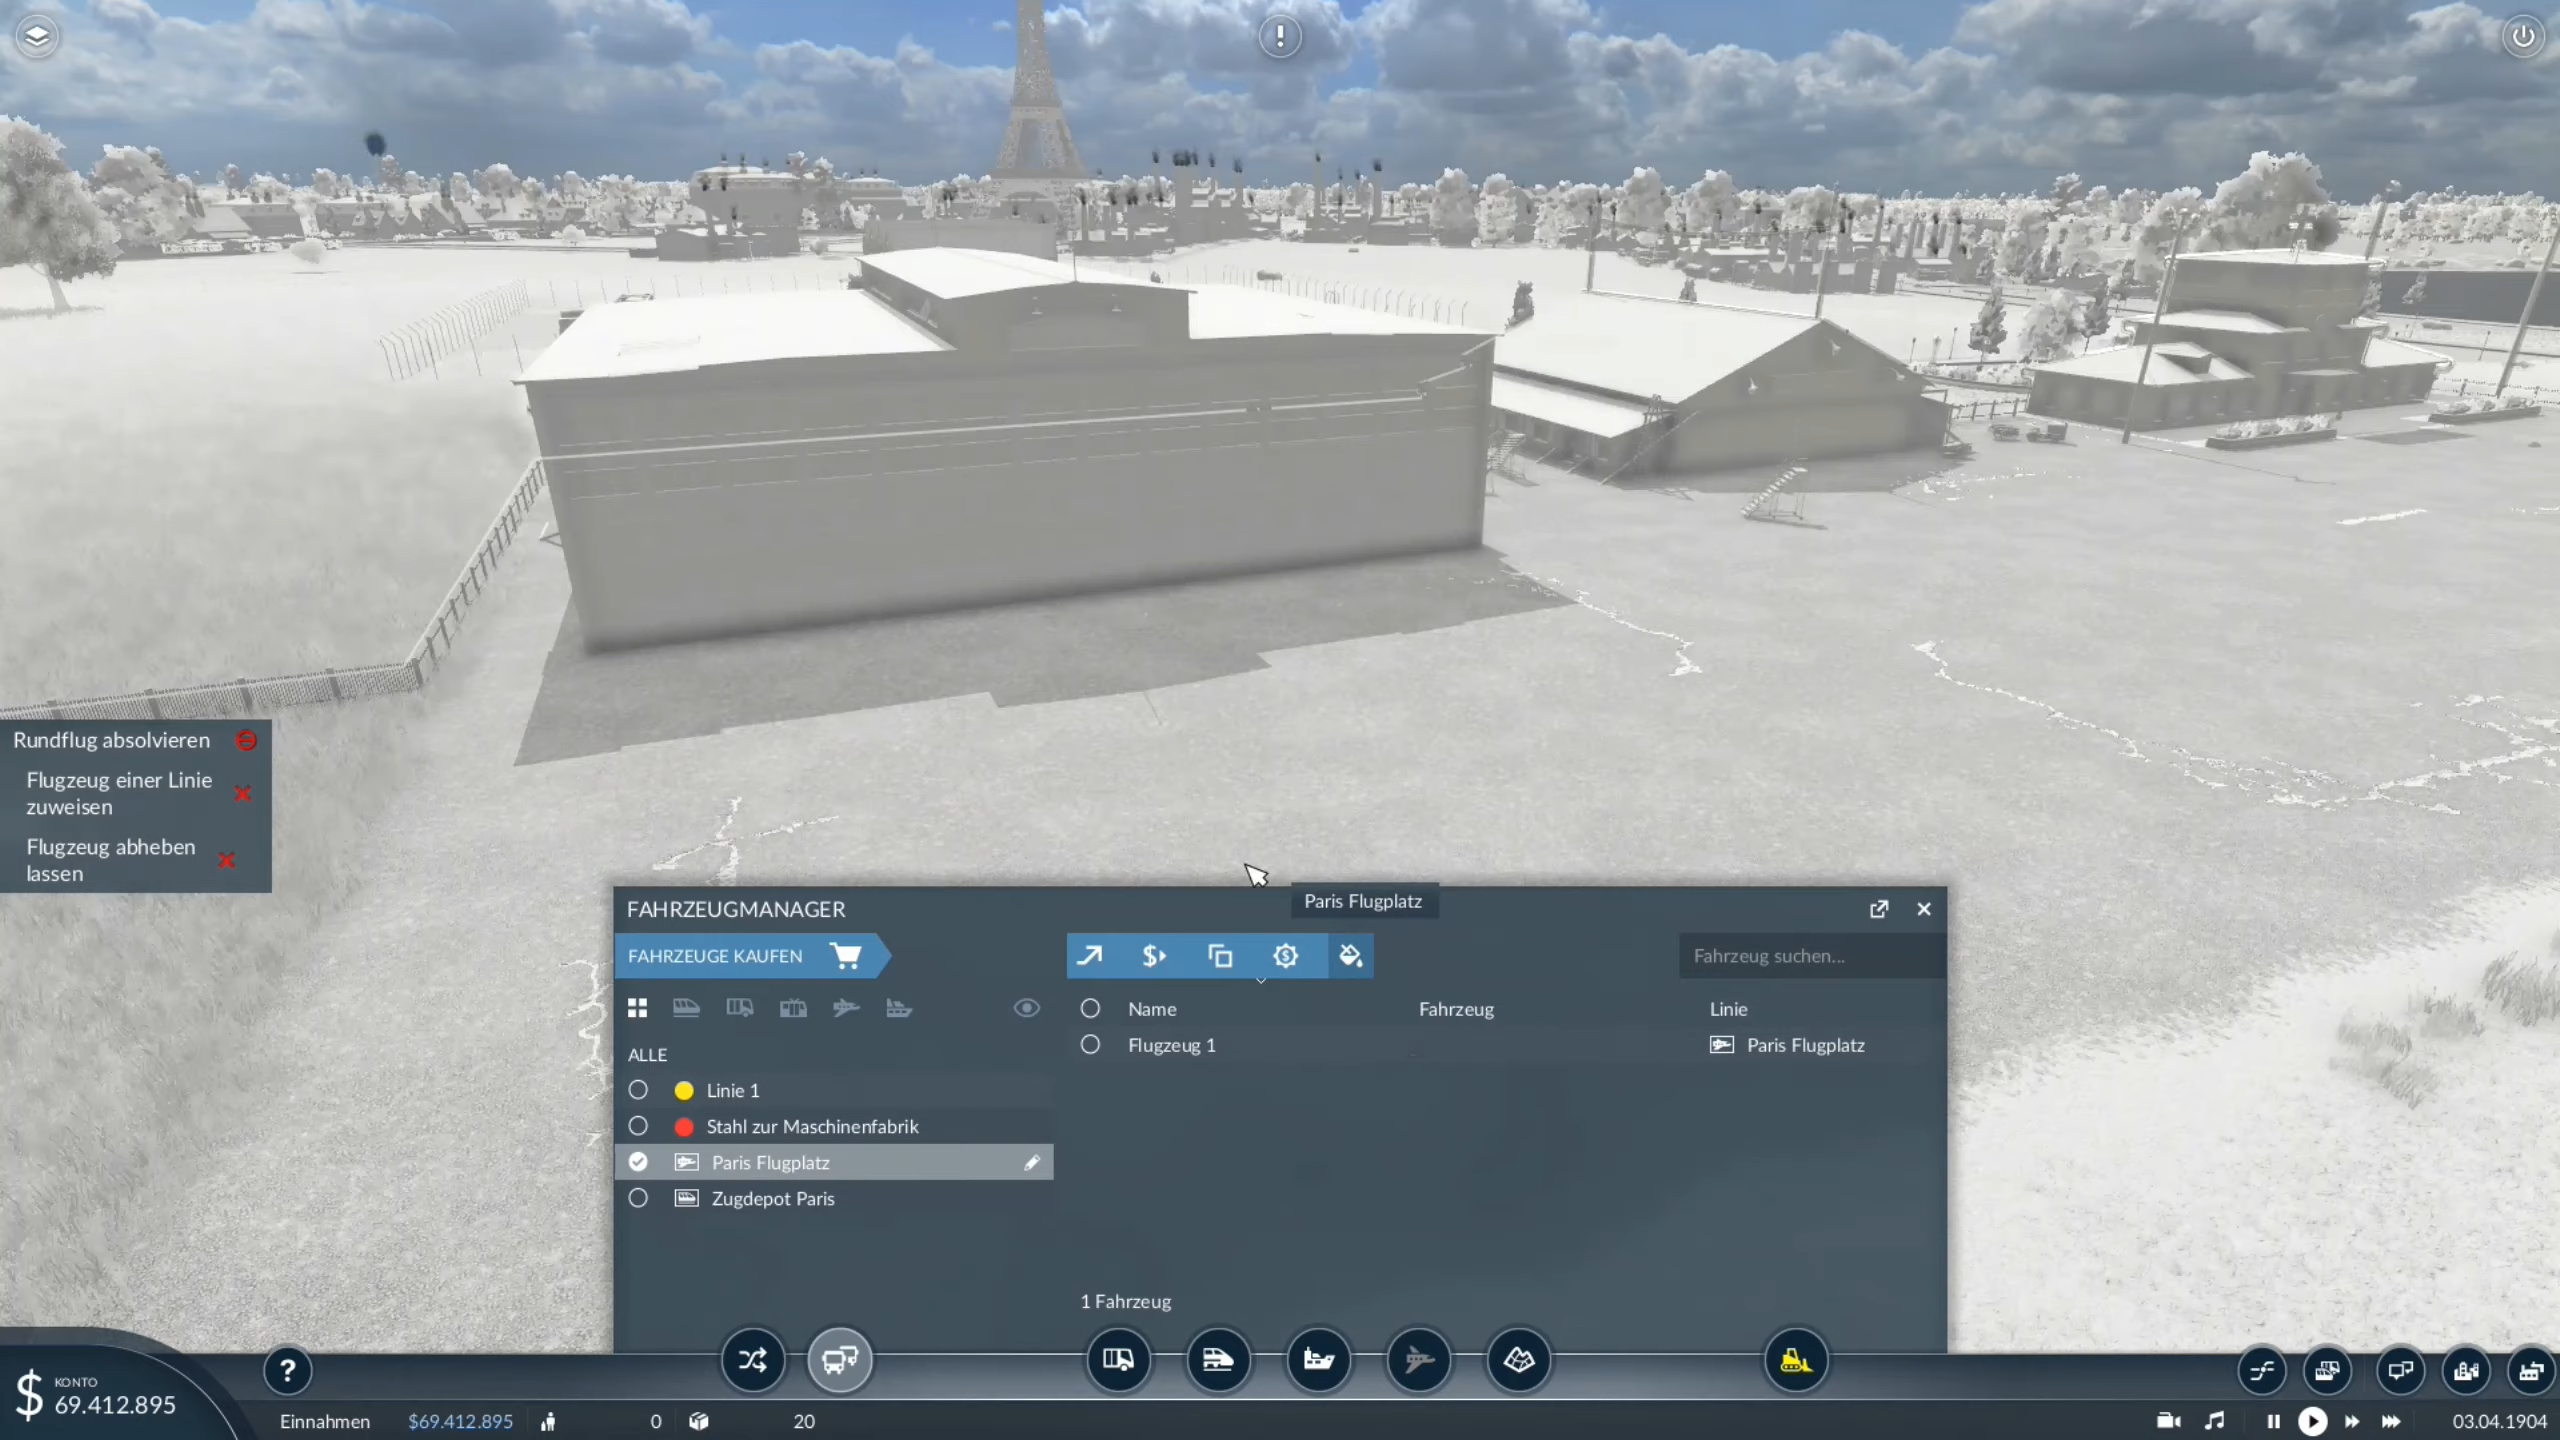 Rundflug absolvieren
Flugzeug einer Linie
zuweisen
Flugzeug abheben
lassen
Paris Flugplatz
FAHRZEUGMANAGER
FAHRZEUGE KAUFEN
Fahrzeug suchen...
Name Fahrzeug Linie
Flugzeug 1 Paris Flugplatz
ALLE
Linie 1
Stahl zur Maschinenfabrik
Paris Flugplatz
Zugdepot Paris
1 Fahrzeug
KONTO
$ 69.412.895
Einnahmen $69.412.895 0 20 03.04.1904